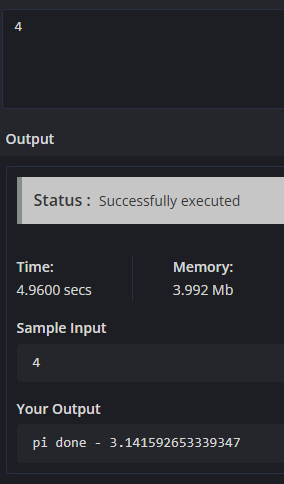 4
Output
Status : Successfully executed
Time: Memory:
4.9600 secs 3.992 Mb
Sample Input
4
Your Output
pi done - 3.141592653339347